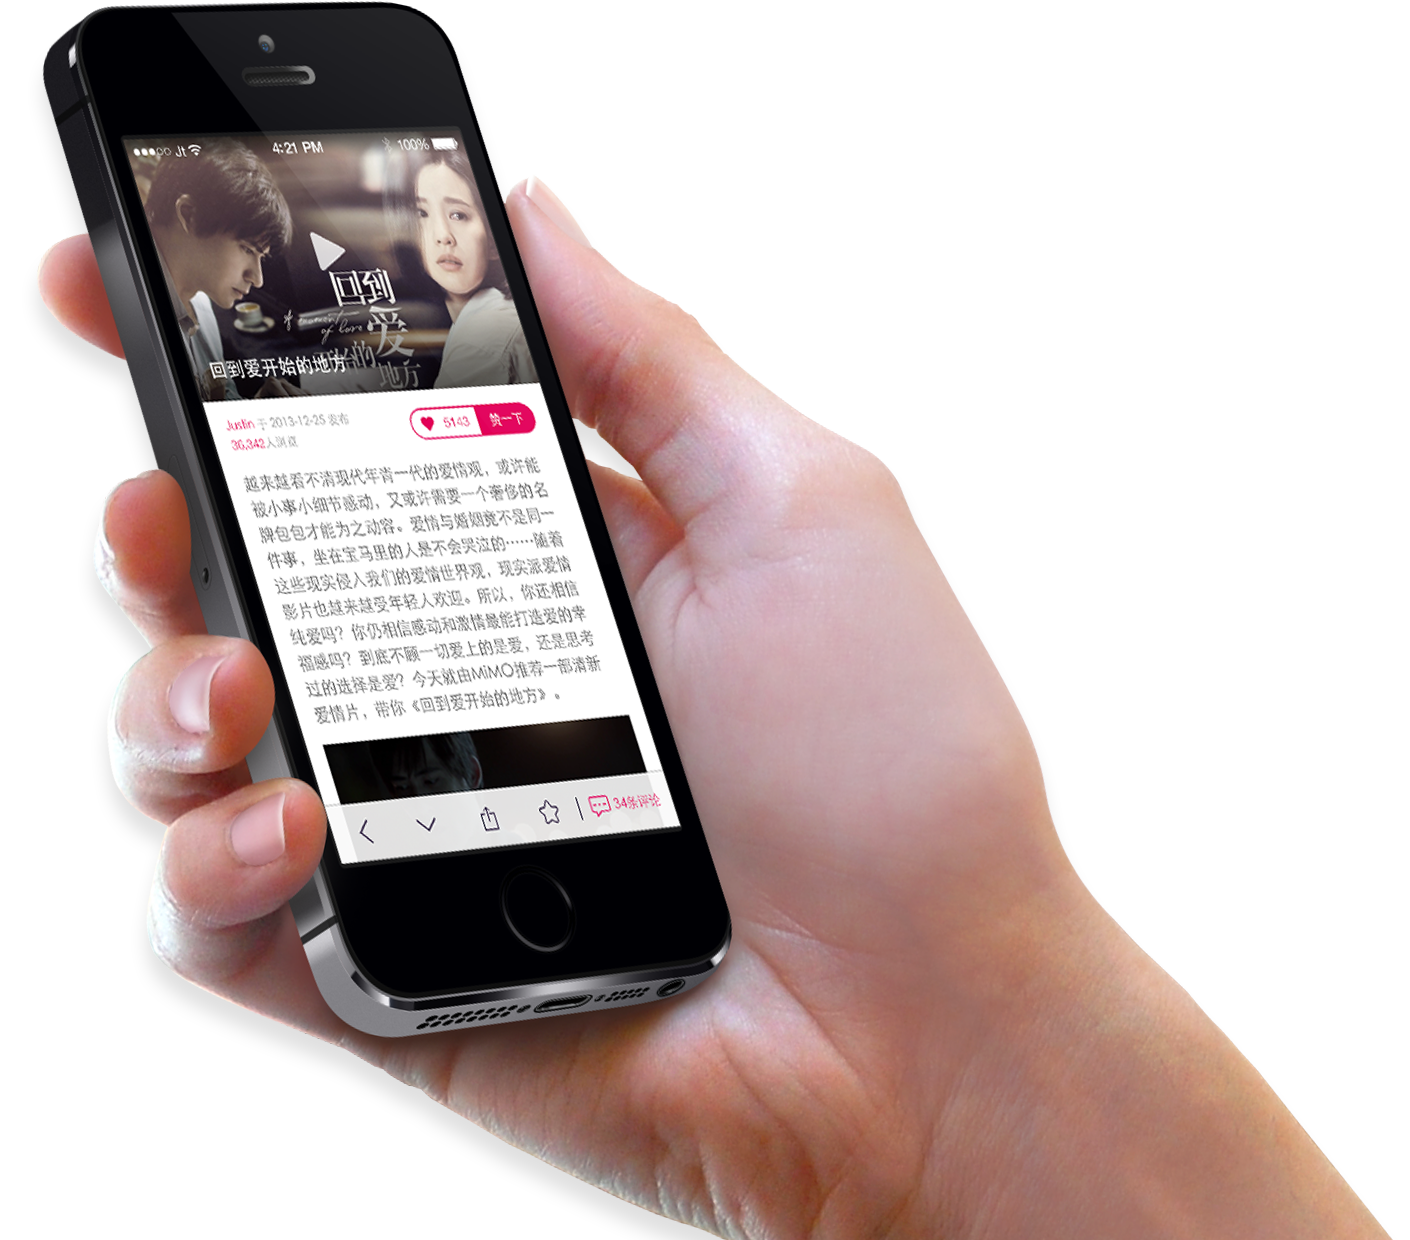 Jt 4:21 PM 100%
回到
爱
a moment
of love
开始的
地方
回到爱开始的地方
Justin 于 2013-12-25 发布
36,342人浏览
5143 赞一下
越来越看不清现代年青一代的爱情观，或许能
被小事小细节感动，又或许需要一个奢侈的名
牌包包才能为之动容。爱情与婚姻竟不是同一
件事，坐在宝马里的人是不会哭泣的……随着
这些现实侵入我们的爱情世界观，现实派爱情
影片也越来越受年轻人欢迎。所以，你还相信
纯爱吗？你仍相信感动和激情最能打造爱的幸
福感吗？到底不顾一切爱上的是爱，还是思考
过的选择是爱？今天就由MiMO推荐一部清新
爱情片，带你《回到爱开始的地方》。
34条评论